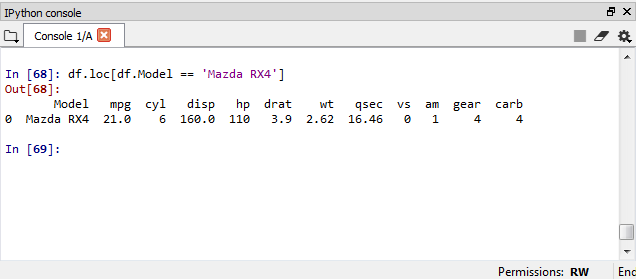 IPython console
Console 1/A
In [68]: df.loc[df.Model == 'Mazda RX4']
Out[68]:
Model mpg cyl disp hp drat wt qsec vs am gear carb
0 Mazda RX4 21.0 6 160.0 110 3.9 2.62 16.46 0 1 4 4
In [69]:
Permissions: RW Enc